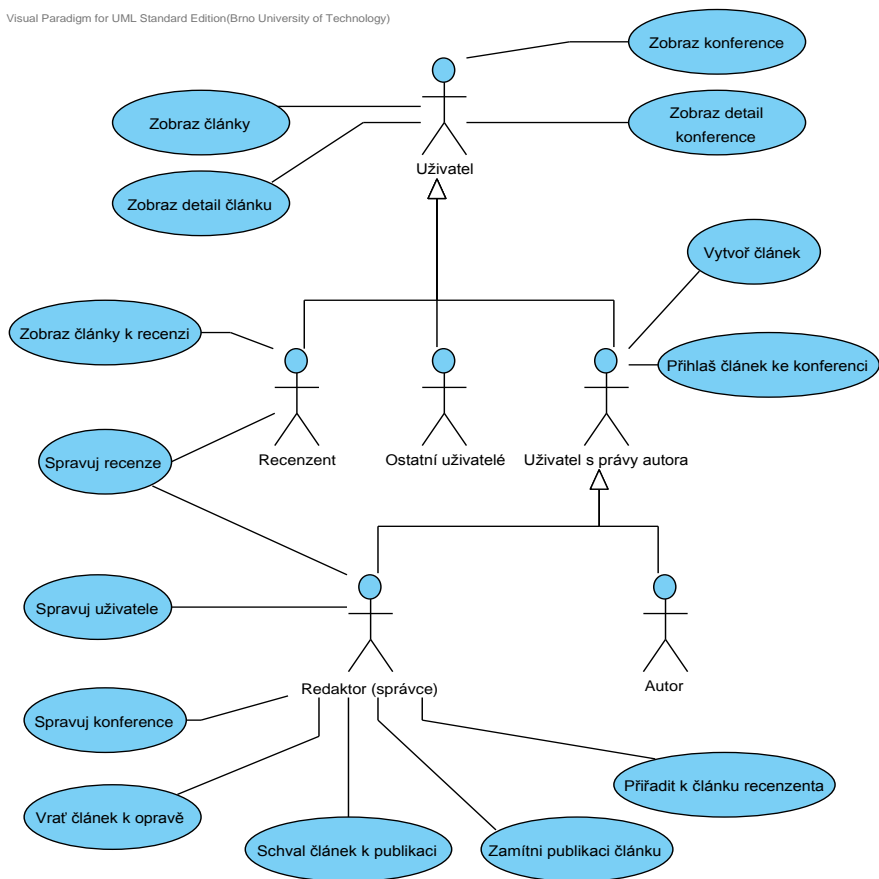 Visual Paradigm for UML Standard Edition(Brno University of Technology)
Zobraz konference
Zobraz články
Zobraz detail
konference
Uživatel
Zobraz detail článku
Vytvoř článek
Zobraz články k recenzi
Přihlaš článek ke konferenci
Recenzent
Ostatní uživatelé
Uživatel s právy autora
Spravuj recenze
Spravuj uživatele
Redaktor (správce)
Autor
Spravuj konference
Přiřadit k článku recenzenta
Vrať článek k opravě
Schval článek k publikaci
Zamítni publikaci článku